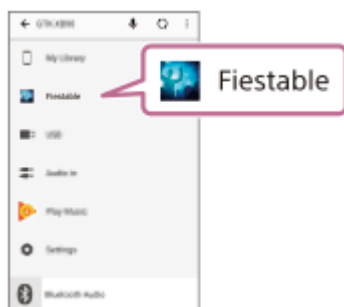 GTK-XB90
My Library
Fiestable
Fiestable
USB
Audio in
Play Music
Settings
Bluetooth Audio